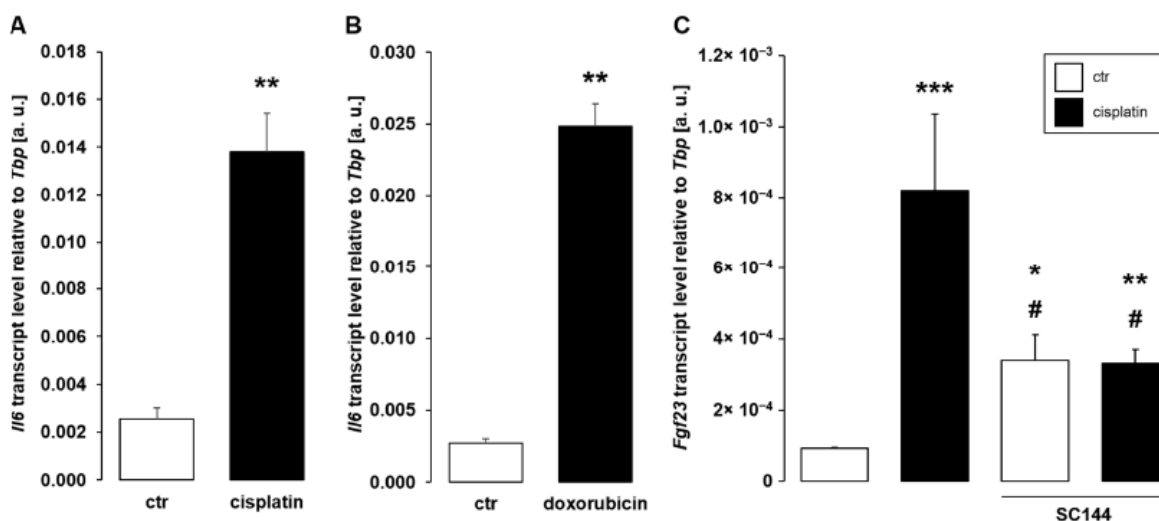 A
Il6 transcript level relative to Tbp [a. u.]
0.018
0.016
0.014
0.012
0.010
0.008
0.006
0.004
0.002
0.000
**
ctr
cisplatin
B
Il6 transcript level relative to Tbp [a. u.]
0.030
0.025
0.020
0.015
0.010
0.005
0.000
**
ctr
doxorubicin
C
Fgf23 transcript level relative to Tbp [a. u.]
1.2× 10⁻³
1.0× 10⁻³
8× 10⁻⁴
6× 10⁻⁴
4× 10⁻⁴
2× 10⁻⁴
0
***
*
#
**
#
SC144
ctr
cisplatin